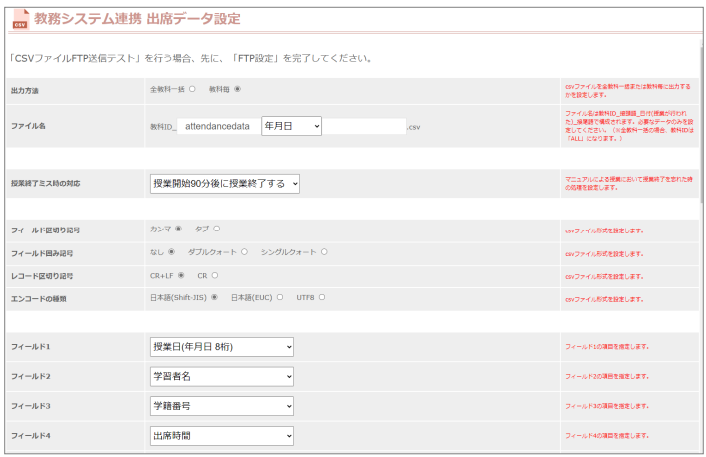 CSV 教務システム連携 出席データ設定
「CSVファイルFTP送信テスト」を行う場合、先に、「FTP設定」を完了してください。
出力方法 全教科一括 教科毎 csvファイルを全教科一括または教科毎に出力するかを設定します。
ファイル名 教科ID_ attendancedata 年月日 .csv ファイル名は教科ID_接頭語_日付(授業が行われた)_接尾語で構成されます。必要なデータのみを設定してください。（※全教科一括の場合、教科IDは「ALL」になります。）
授業終了ミス時の対応 授業開始90分後に授業終了する マニュアルによる授業において授業終了を忘れた時の処理を設定します。
フィールド区切り記号 カンマ タブ csvファイル形式を設定します。
フィールド囲み記号 なし ダブルクォート シングルクォート csvファイル形式を設定します。
レコード区切り記号 CR+LF CR csvファイル形式を設定します。
エンコードの種類 日本語(Shift-JIS) 日本語(EUC) UTF8 csvファイル形式を設定します。
フィールド1 授業日(年月日 8桁) フィールド1の項目を指定します。
フィールド2 学習者名 フィールド2の項目を指定します。
フィールド3 学籍番号 フィールド3の項目を指定します。
フィールド4 出席時間 フィールド4の項目を指定します。